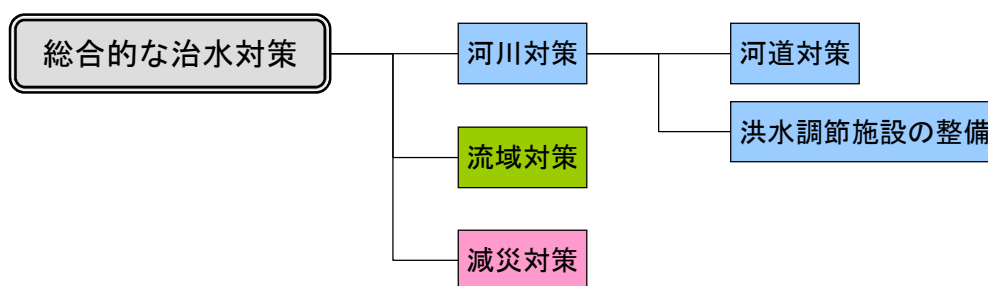 総合的な治水対策
河川対策
河道対策
洪水調節施設の整備
流域対策
減災対策